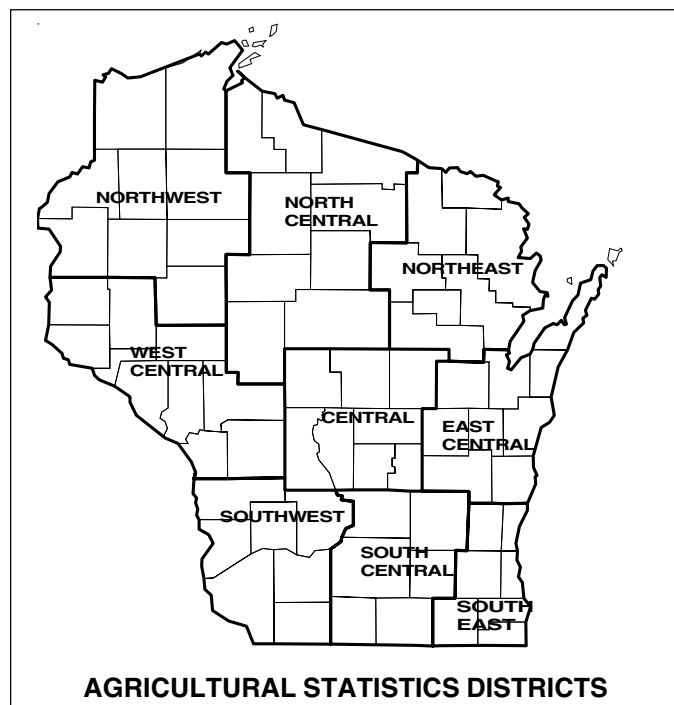 NORTHWEST
NORTH
CENTRAL
NORTHEAST
WEST
CENTRAL
CENTRAL
EAST
CENTRAL
SOUTHWEST
SOUTH
CENTRAL
SOUTH
EAST
AGRICULTURAL STATISTICS DISTRICTS